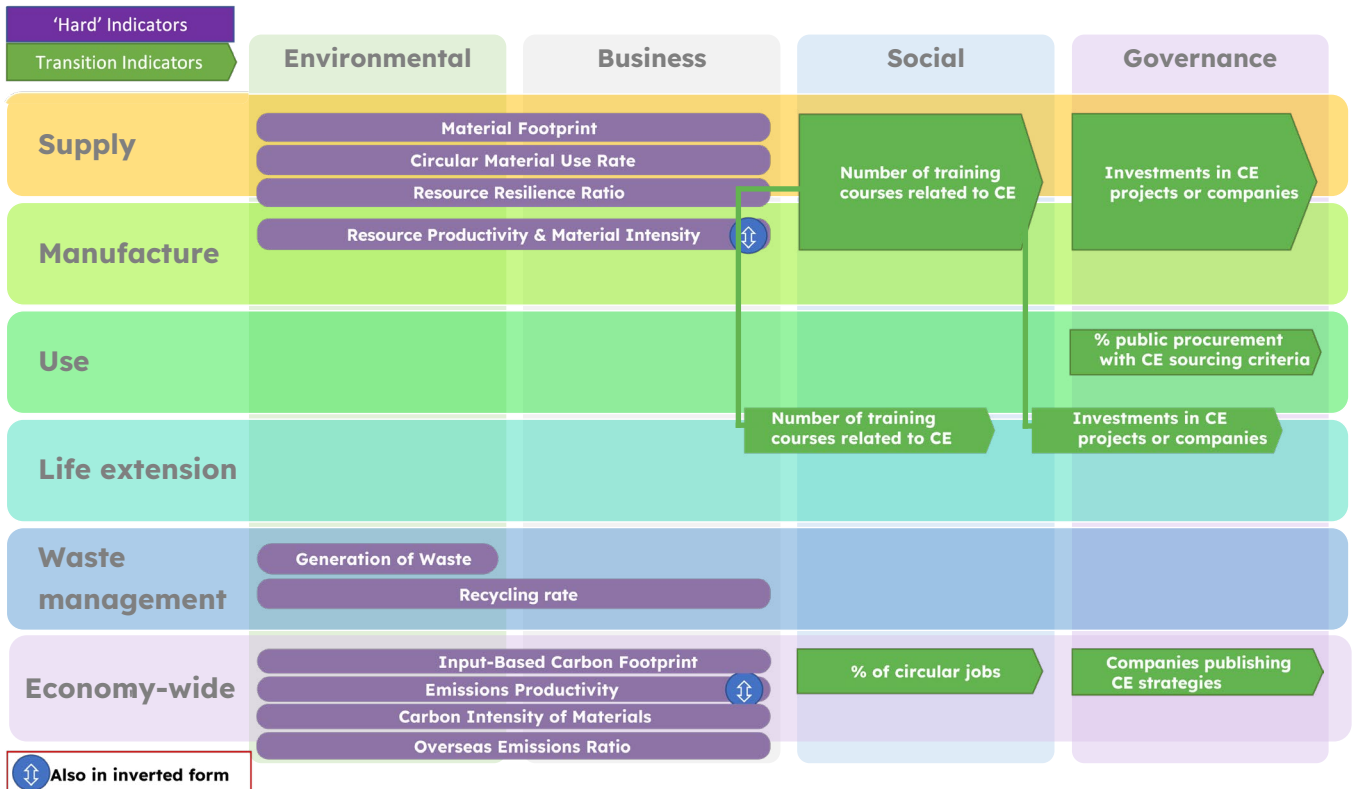 ‘Hard’ Indicators
Transition Indicators
Environmental
Business
Social
Governance
Supply
Material Footprint
Circular Material Use Rate
Resource Resilience Ratio
Number of training
courses related to CE
Investments in CE
projects or companies
Manufacture
Resource Productivity & Material Intensity
Use
% public procurement
with CE sourcing criteria
Number of training
courses related to CE
Investments in CE
projects or companies
Life extension
Waste
management
Generation of Waste
Recycling rate
Economy-wide
Input-Based Carbon Footprint
Emissions Productivity
Carbon Intensity of Materials
Overseas Emissions Ratio
% of circular jobs
Companies publishing
CE strategies
Also in inverted form